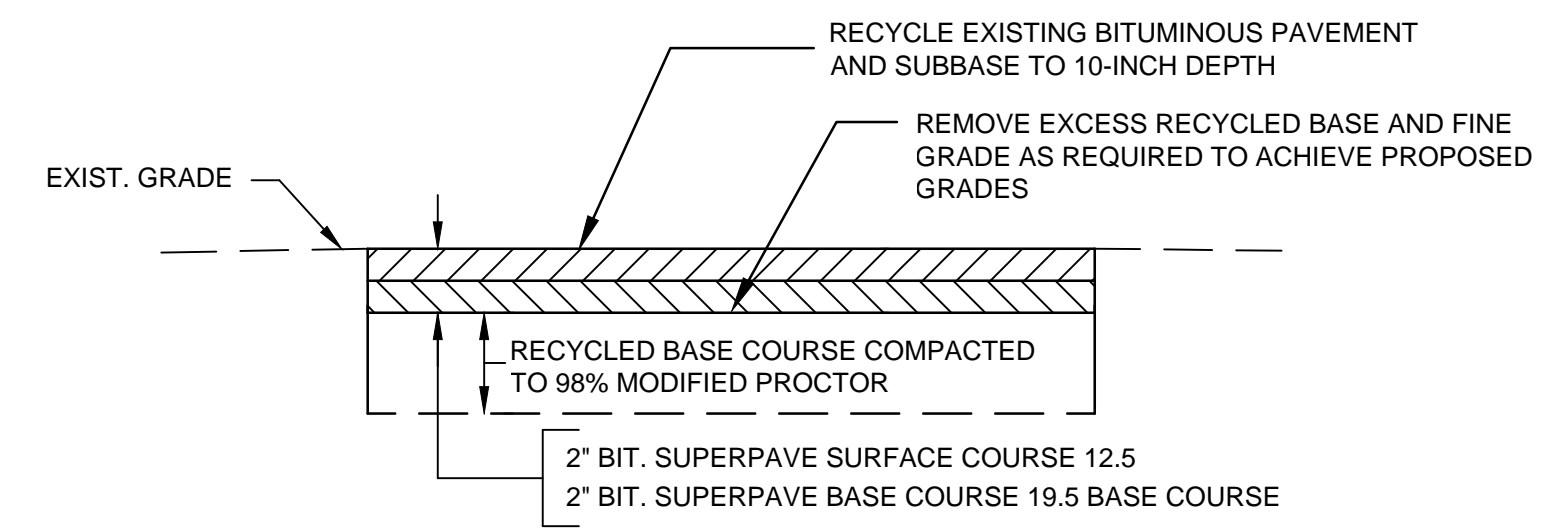 RECYCLE EXISTING BITUMINOUS PAVEMENT
AND SUBBASE TO 10-INCH DEPTH
REMOVE EXCESS RECYCLED BASE AND FINE
GRADE AS REQUIRED TO ACHIEVE PROPOSED
GRADES
EXIST. GRADE
RECYCLED BASE COURSE COMPACTED
TO 98% MODIFIED PROCTOR
2" BIT. SUPERPAVE SURFACE COURSE 12.5
2" BIT. SUPERPAVE BASE COURSE 19.5 BASE COURSE